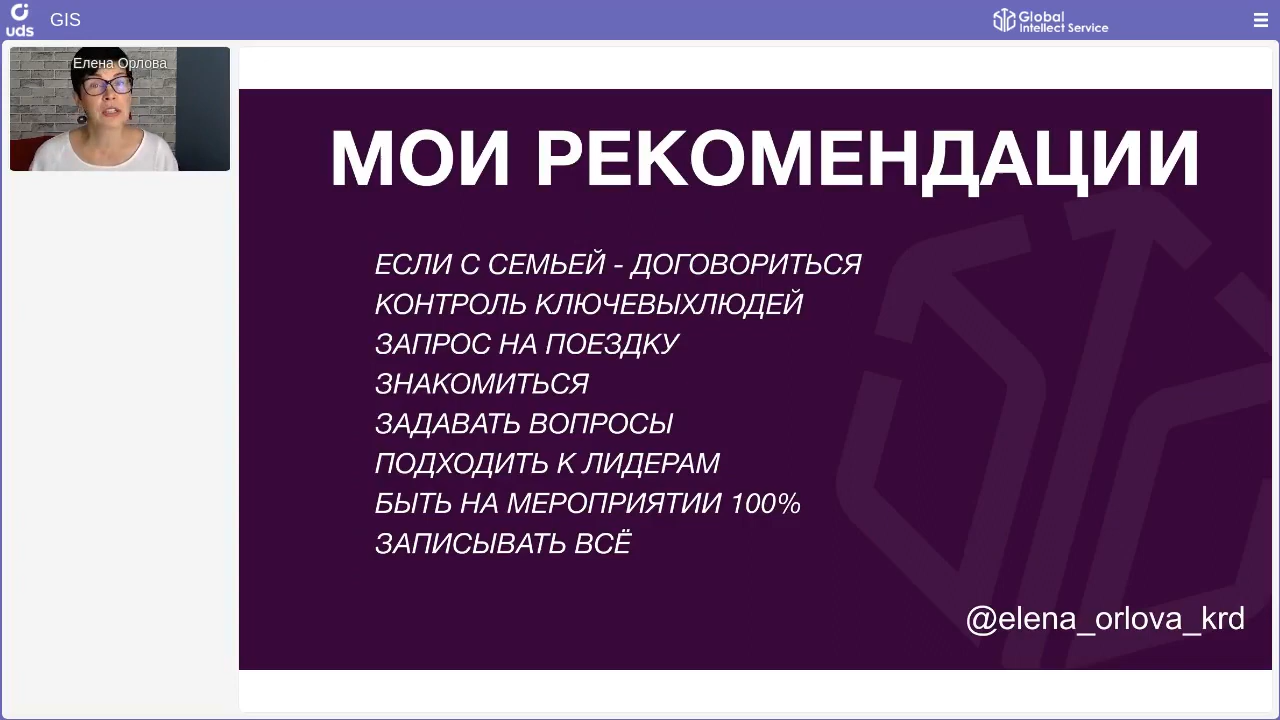 uds
GIS
Global
Intellect Service
Елена Орлова
МОИ РЕКОМЕНДАЦИИ
ЕСЛИ С СЕМЬЕЙ - ДОГОВОРИТЬСЯ
КОНТРОЛЬ КЛЮЧЕВЫХЛЮДЕЙ
ЗАПРОС НА ПОЕЗДКУ
ЗНАКОМИТЬСЯ
ЗАДАВАТЬ ВОПРОСЫ
ПОДХОДИТЬ К ЛИДЕРАМ
БЫТЬ НА МЕРОПРИЯТИИ 100%
ЗАПИСЫВАТЬ ВСЁ
@elena_orlova_krd